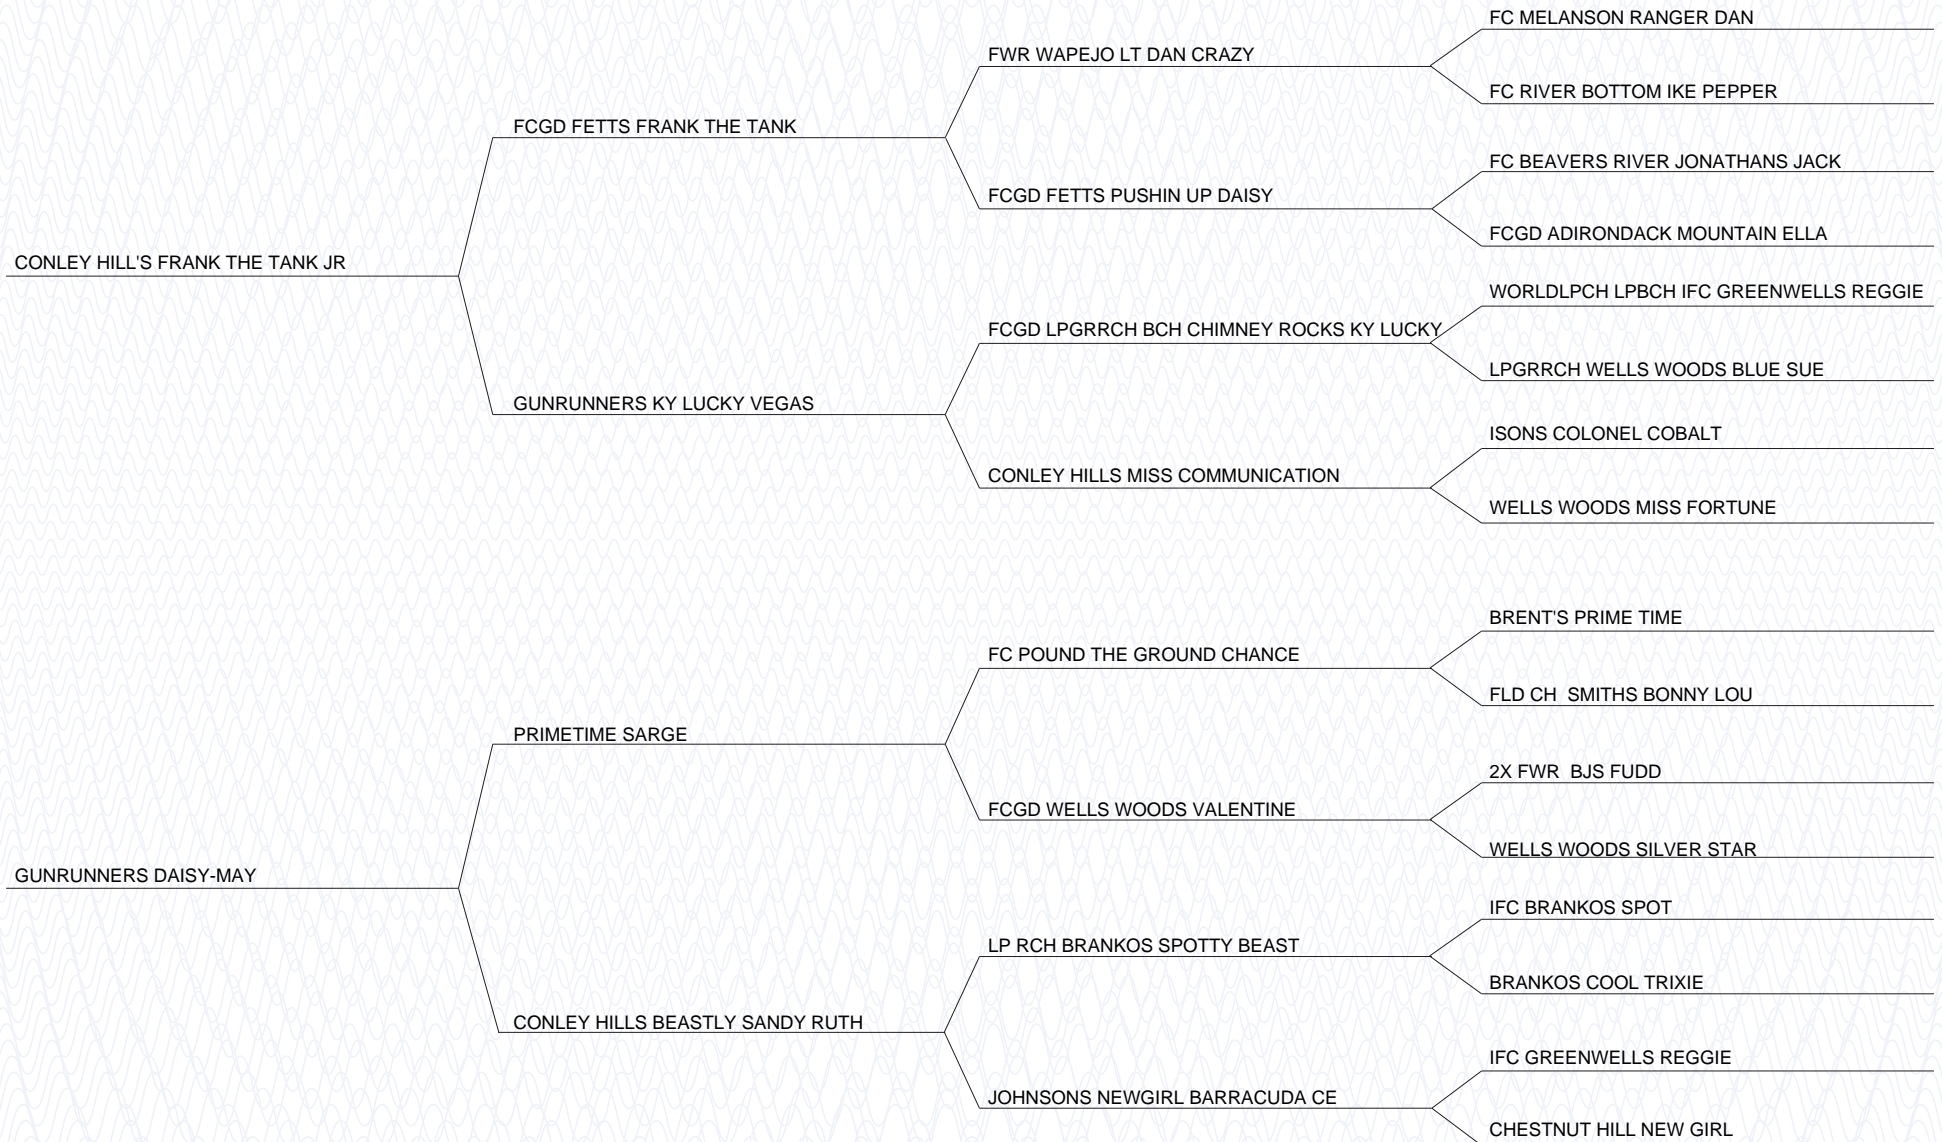 FC MELANSON RANGER DAN
FWR WAPEJO LT DAN CRAZY
FC RIVER BOTTOM IKE PEPPER
FCGD FETTS FRANK THE TANK
FC BEAVERS RIVER JONATHANS JACK
FCGD FETTS PUSHIN UP DAISY
FCGD ADIRONDACK MOUNTAIN ELLA
CONLEY HILL'S FRANK THE TANK JR
WORLDLPCH LPBCH IFC GREENWELLS REGGIE
FCGD LPGRRCH BCH CHIMNEY ROCKS KY LUCKY
LPGRRCH WELLS WOODS BLUE SUE
GUNRUNNERS KY LUCKY VEGAS
ISONS COLONEL COBALT
CONLEY HILLS MISS COMMUNICATION
WELLS WOODS MISS FORTUNE
BRENT'S PRIME TIME
FC POUND THE GROUND CHANCE
FLD CH  SMITHS BONNY LOU
PRIMETIME SARGE
2X FWR  BJS FUDD
FCGD WELLS WOODS VALENTINE
WELLS WOODS SILVER STAR
GUNRUNNERS DAISY-MAY
IFC BRANKOS SPOT
LP RCH BRANKOS SPOTTY BEAST
BRANKOS COOL TRIXIE
CONLEY HILLS BEASTLY SANDY RUTH
IFC GREENWELLS REGGIE
JOHNSONS NEWGIRL BARRACUDA CE
CHESTNUT HILL NEW GIRL